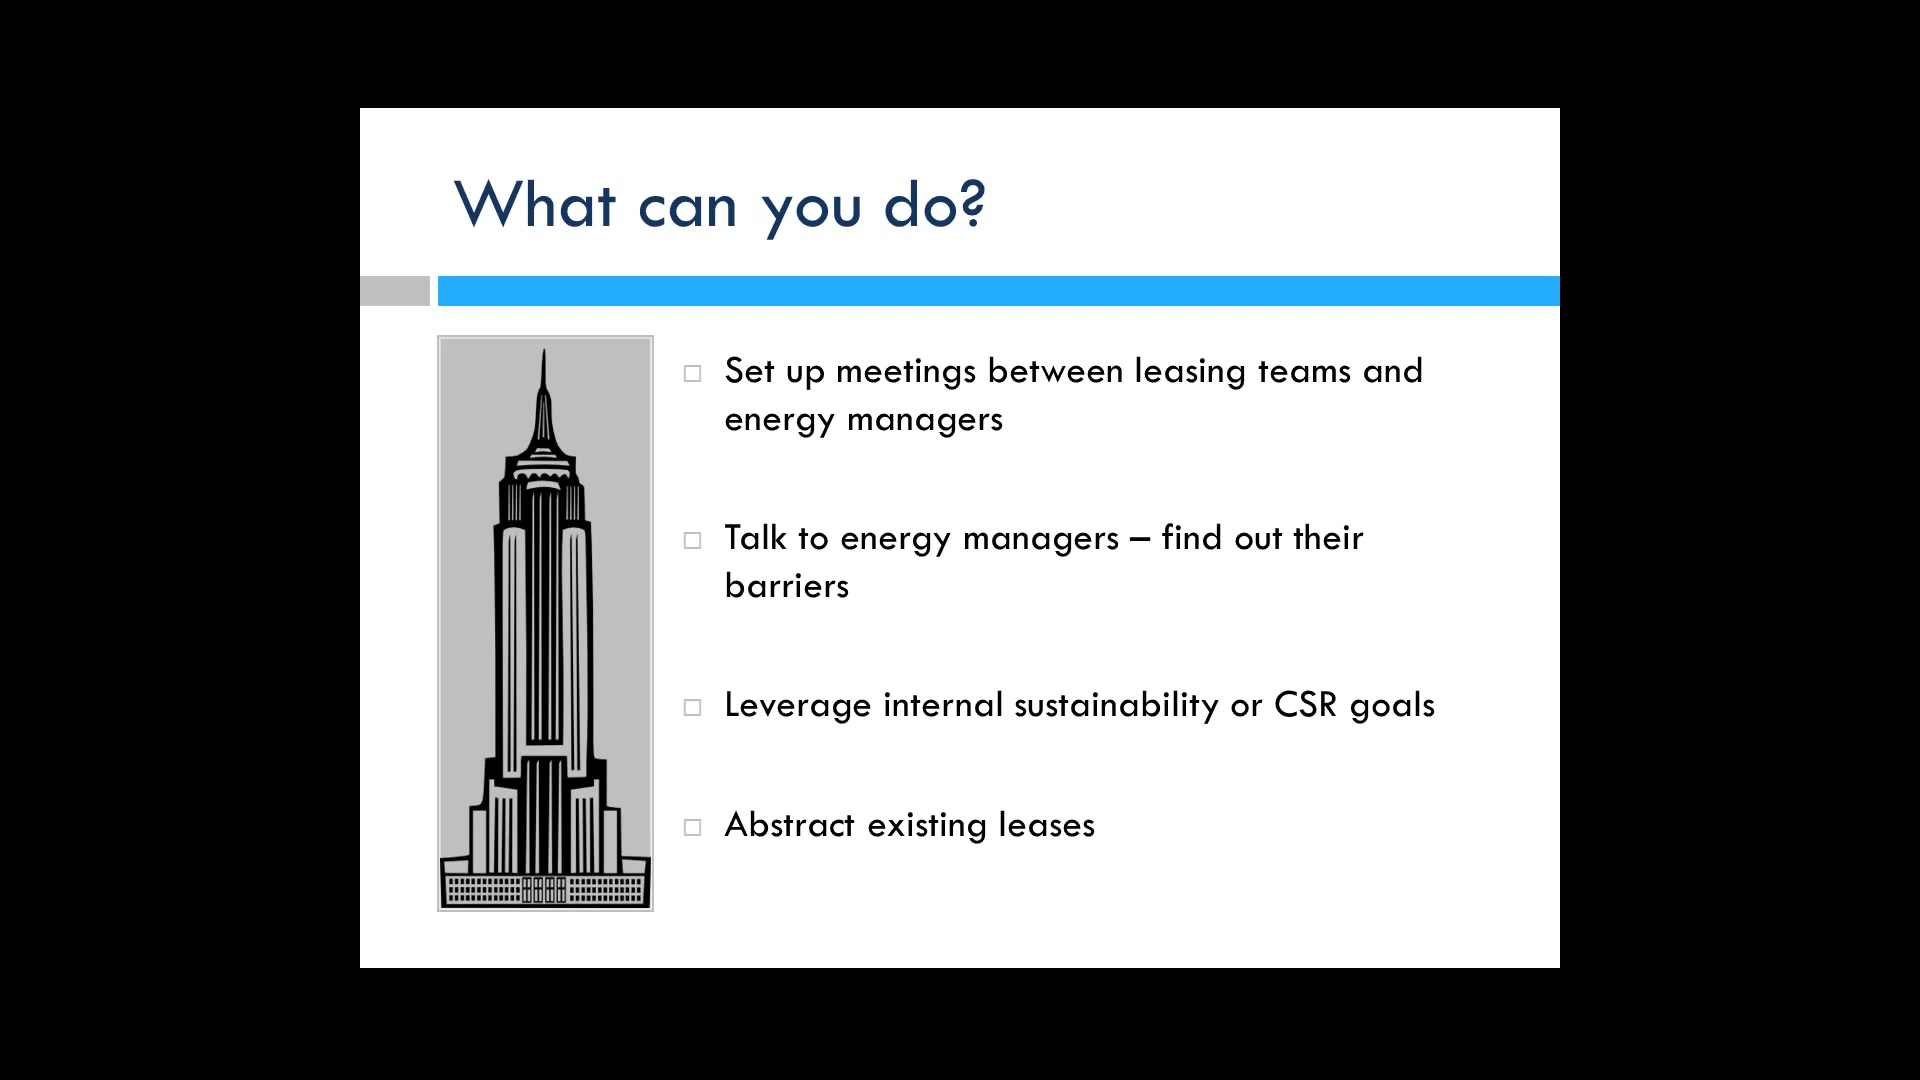 What can you do?
Set up meetings between leasing teams and
energy managers
Talk to energy managers – find out their
barriers
Leverage internal sustainability or CSR goals
Abstract existing leases